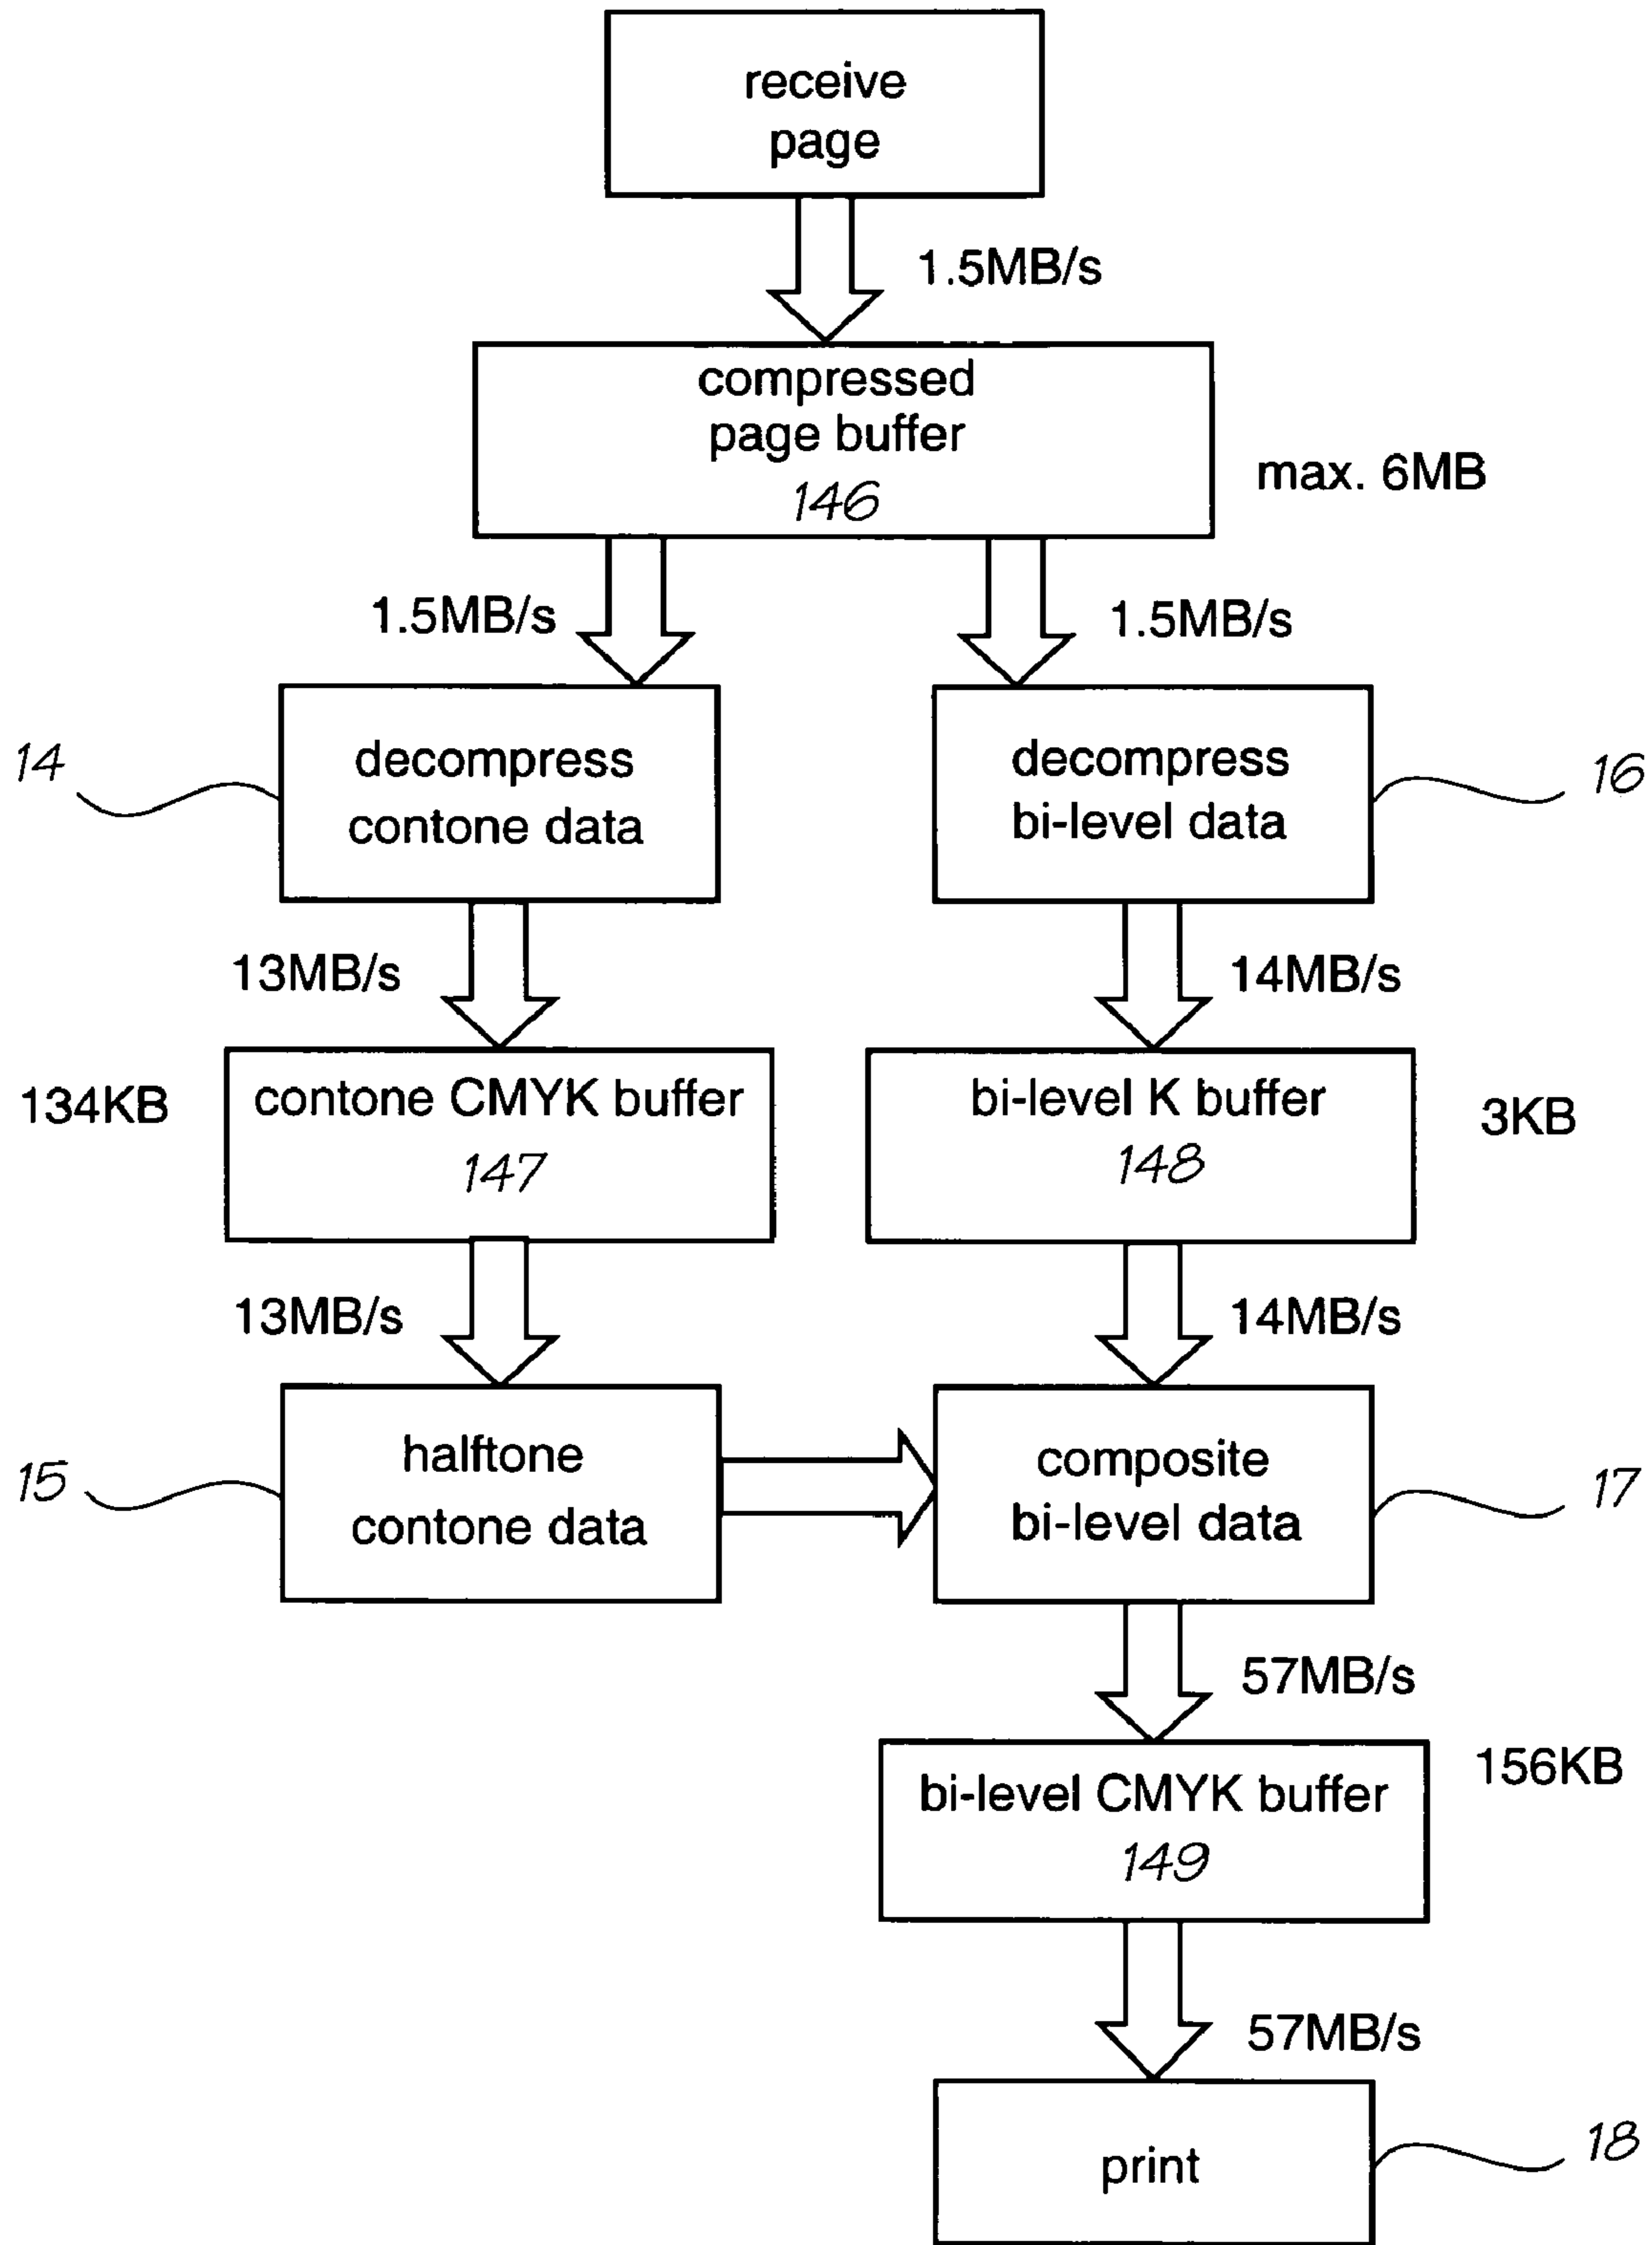 receive
page
1.5MB/s
compressed
page buffer
146
max. 6MB
1.5MB/s
1.5MB/s
14
decompress
contone data
decompress
bi-level data
16
13MB/s
14MB/s
134KB
contone CMYK buffer
147
bi-level K buffer
148
3KB
13MB/s
14MB/s
15
halftone
contone data
composite
bi-level data
17
57MB/s
bi-level CMYK buffer
149
156KB
57MB/s
print
18